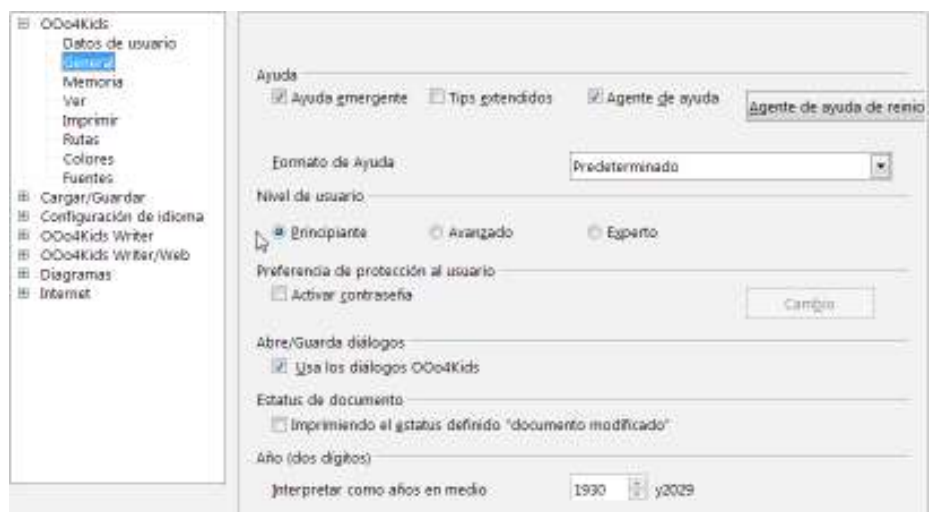 OOo4Kids
Datos de usuario
General
Memoria
Ver
Imprimir
Rutas
Colores
Fuentes
Cargar/Guardar
Configuración de idioma
OOo4Kids Writer
OOo4Kids Writer/Web
Diagramas
Internet
Ayuda
Ayuda emergente Tips extendidos Agente de ayuda Agente de ayuda de reinio
Formato de Ayuda Predeterminado
Nivel de usuario
Principiante Avanzado Experto
Preferencia de protección al usuario
Activar contraseña Cambio
Abre/Guarda diálogos
Usa los diálogos OOo4Kids
Estatus de documento
Imprimiendo el estatus definido "documento modificado"
Año (dos dígitos)
Interpretar como años en medio 1930 y2029